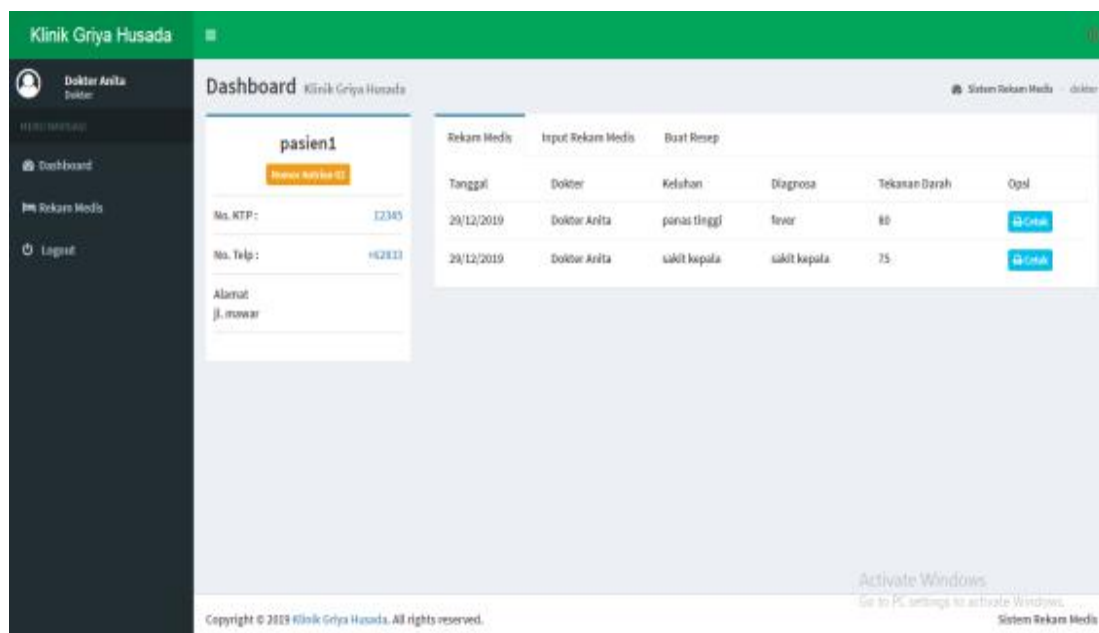 Klinik Griya Husada
Dokter Anita
Dokter
Dashboard
Rekam Medis
Logout
Dashboard Klinik Griya Husada
Sistem Rekam Medis
dokter
pasien1
No. KTP : 12345
No. Telp :
Alamat
jl. mawar
Rekam Medis Input Rekam Medis Buat Resep
Tanggal Dokter Keluhan Diagnosa Tekanan Darah Opsi
29/12/2019 Dokter Anita panas tinggi fever 80 Cetak
29/12/2019 Dokter Anita sakit kepala sakit kepala 75 Cetak
Activate Windows
Go to PC settings to activate Windows.
Copyright © 2019 Klinik Griya Husada. All rights reserved.
Sistem Rekam Medis